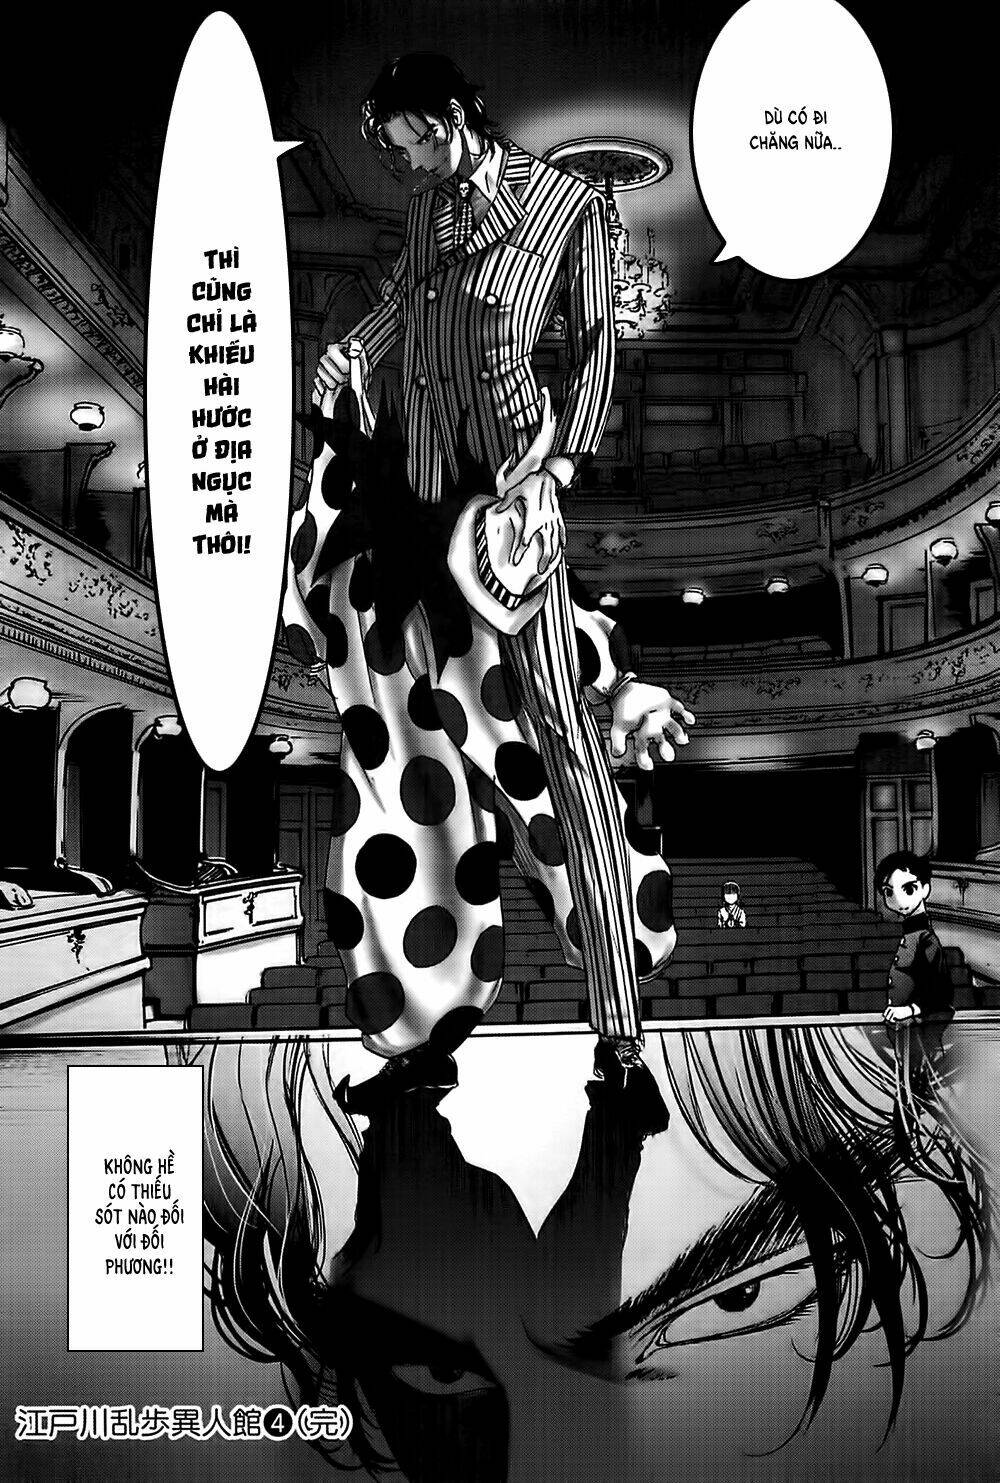 DÙ CÓ ĐI
CHĂNG NỮA..
THÌ
CŨNG
CHỈ LÀ
KHIẾU
HÀI
HƯỚC
Ở ĐỊA
NGỤC
MÀ
THÔI!
KHÔNG HỀ
CÓ THIẾU
SÓT NÀO ĐỐI
VỚI ĐỐI
PHƯƠNG!!
江戸川乱歩異人館❹(完)